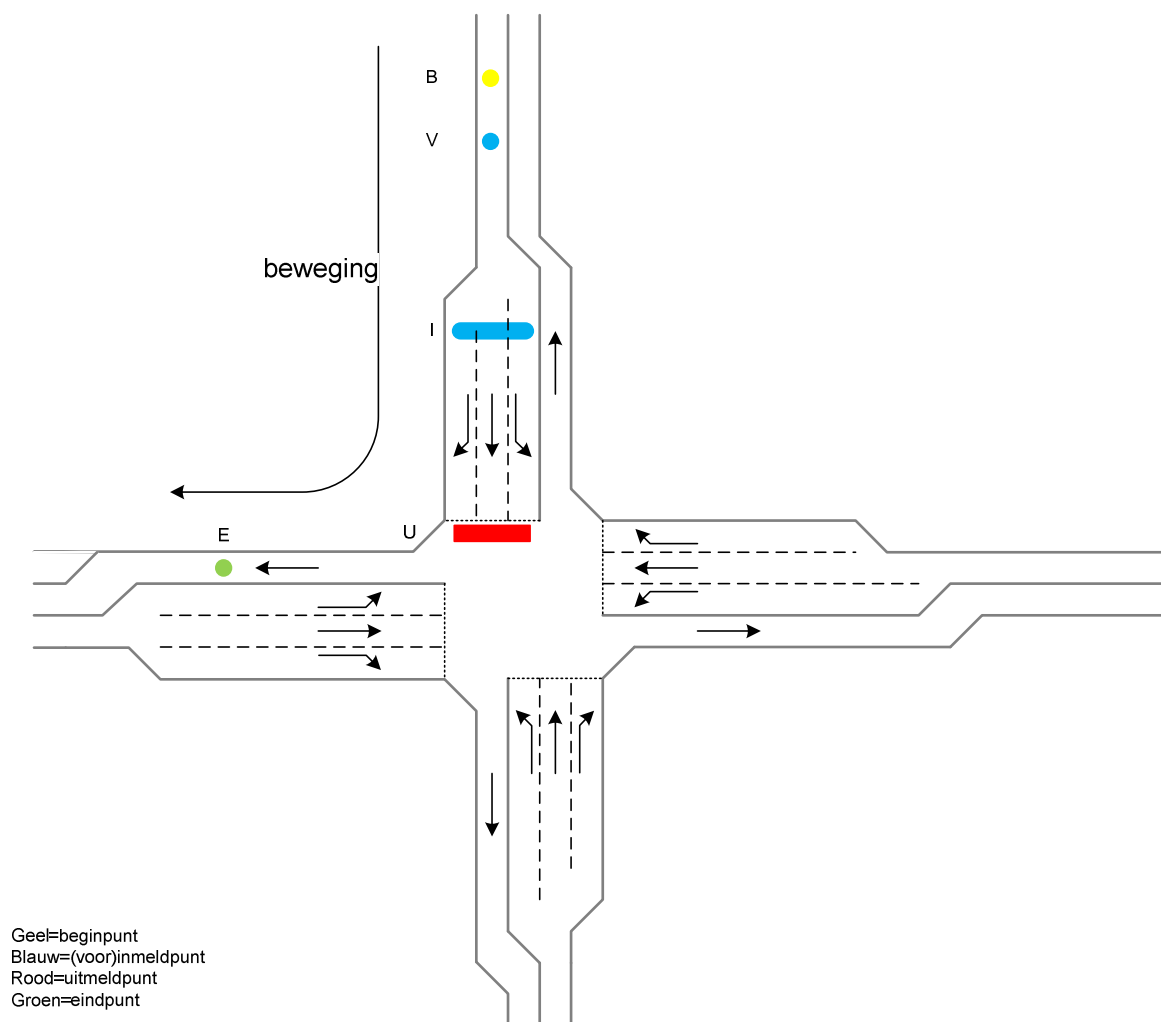 B
V
beweging
I
U
E
Geel=beginpunt
Blauw=(voor)inmeldpunt
Rood=uitmeldpunt
Groen=eindpunt